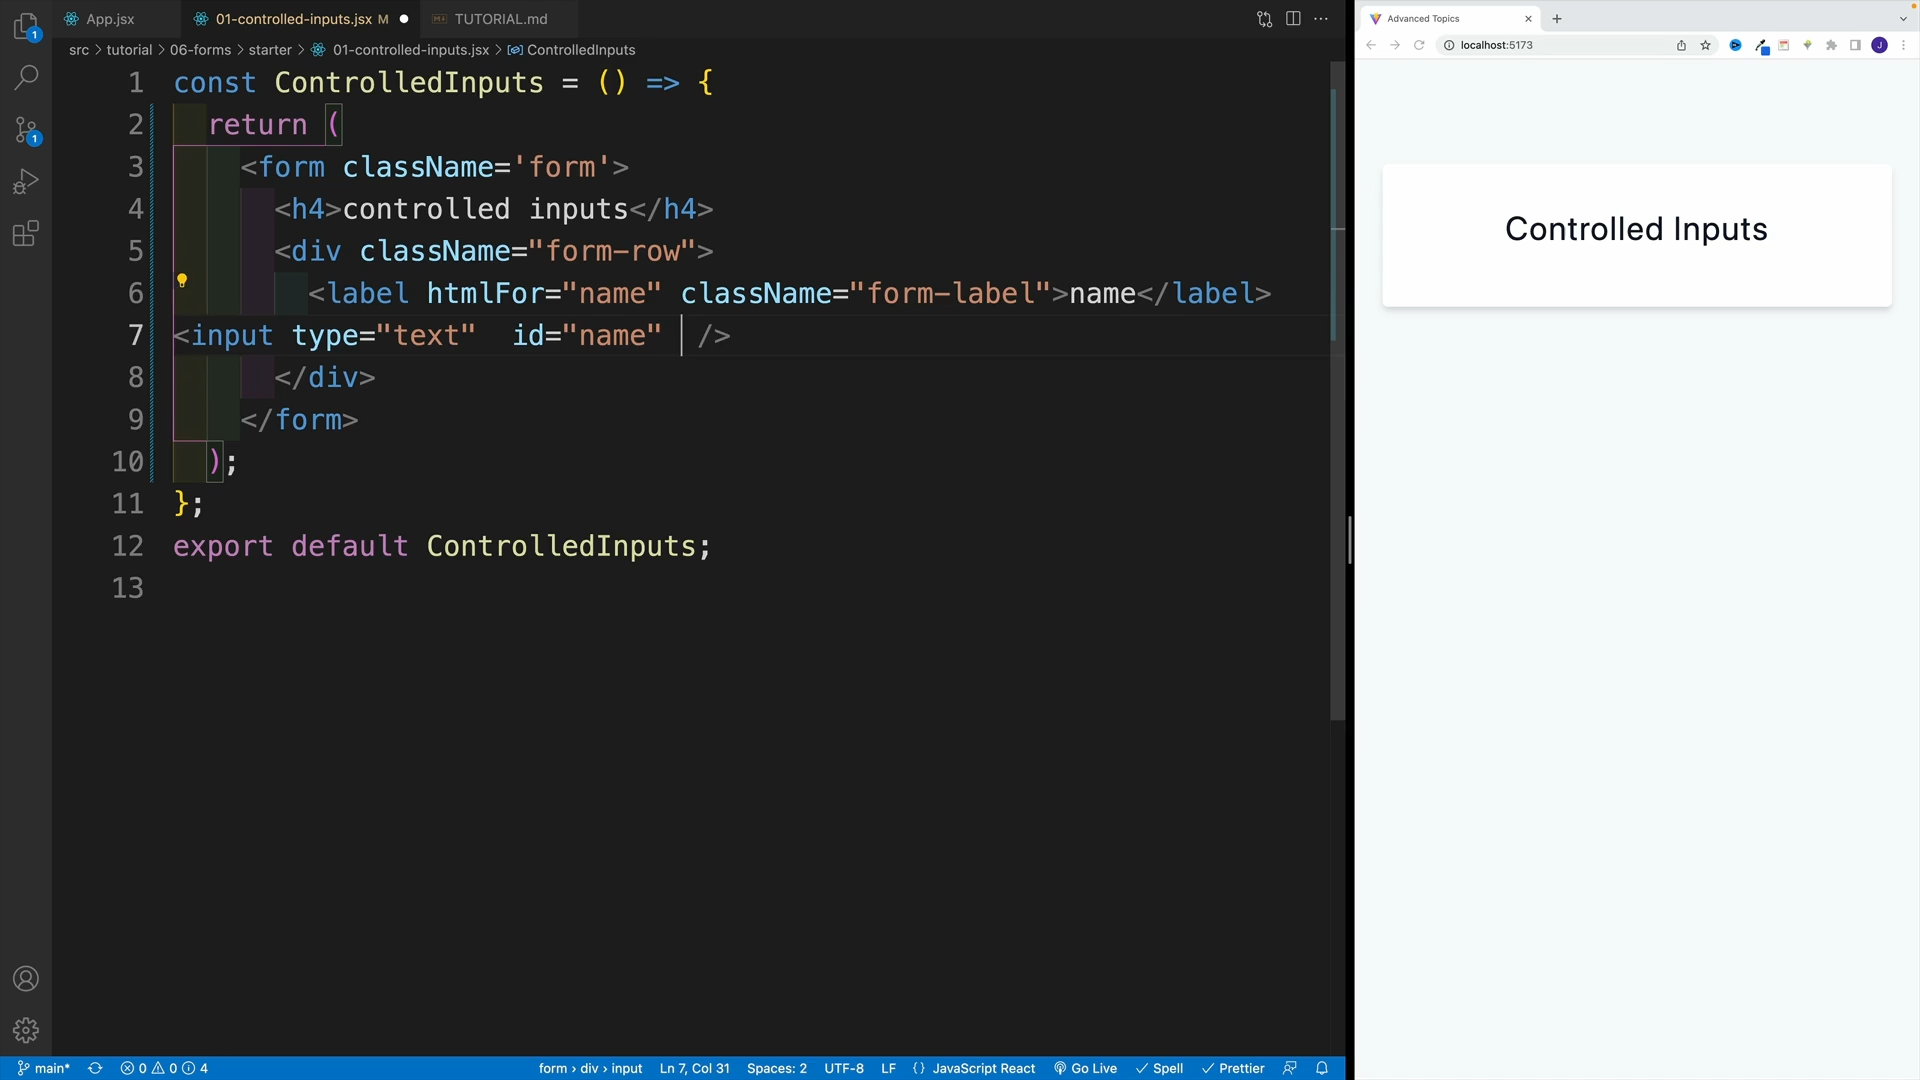 App.jsx
01-controlled-inputs.jsx M
TUTORIAL.md
src > tutorial > 06-forms > starter > 01-controlled-inputs.jsx > ControlledInputs
1 const ControlledInputs = () => {
2 return (
3 <form className='form'>
4 <h4>controlled inputs</h4>
5 <div className="form-row">
6 <label htmlFor="name" className="form-label">name</label>
7 <input type="text"  id="name"  />
8 </div>
9 </form>
10 );
11 };
12 export default ControlledInputs;
13
1
1
main*
0 0 4
form > div > input
Ln 7, Col 31
Spaces: 2
UTF-8
LF
{} JavaScript React
Go Live
Spell
Prettier
Advanced Topics
localhost:5173
J
Controlled Inputs